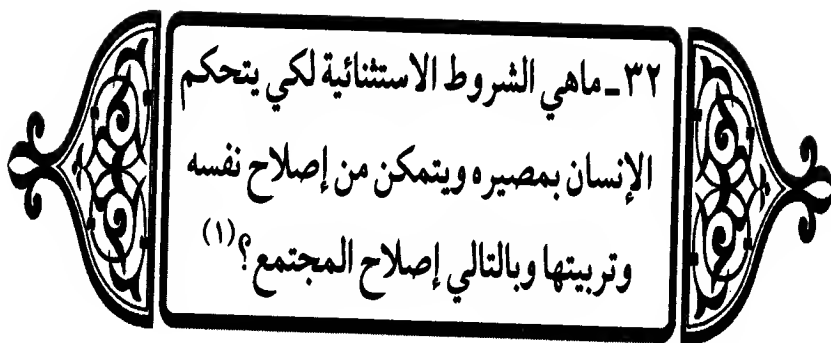 ٣٢ـ ماهي الشروط الاستثنائية لكي يتحكم
الإنسان بمصيره ويتمكن من إصلاح نفسه
وتربيتها وبالتالي إصلاح المجتمع؟(١)